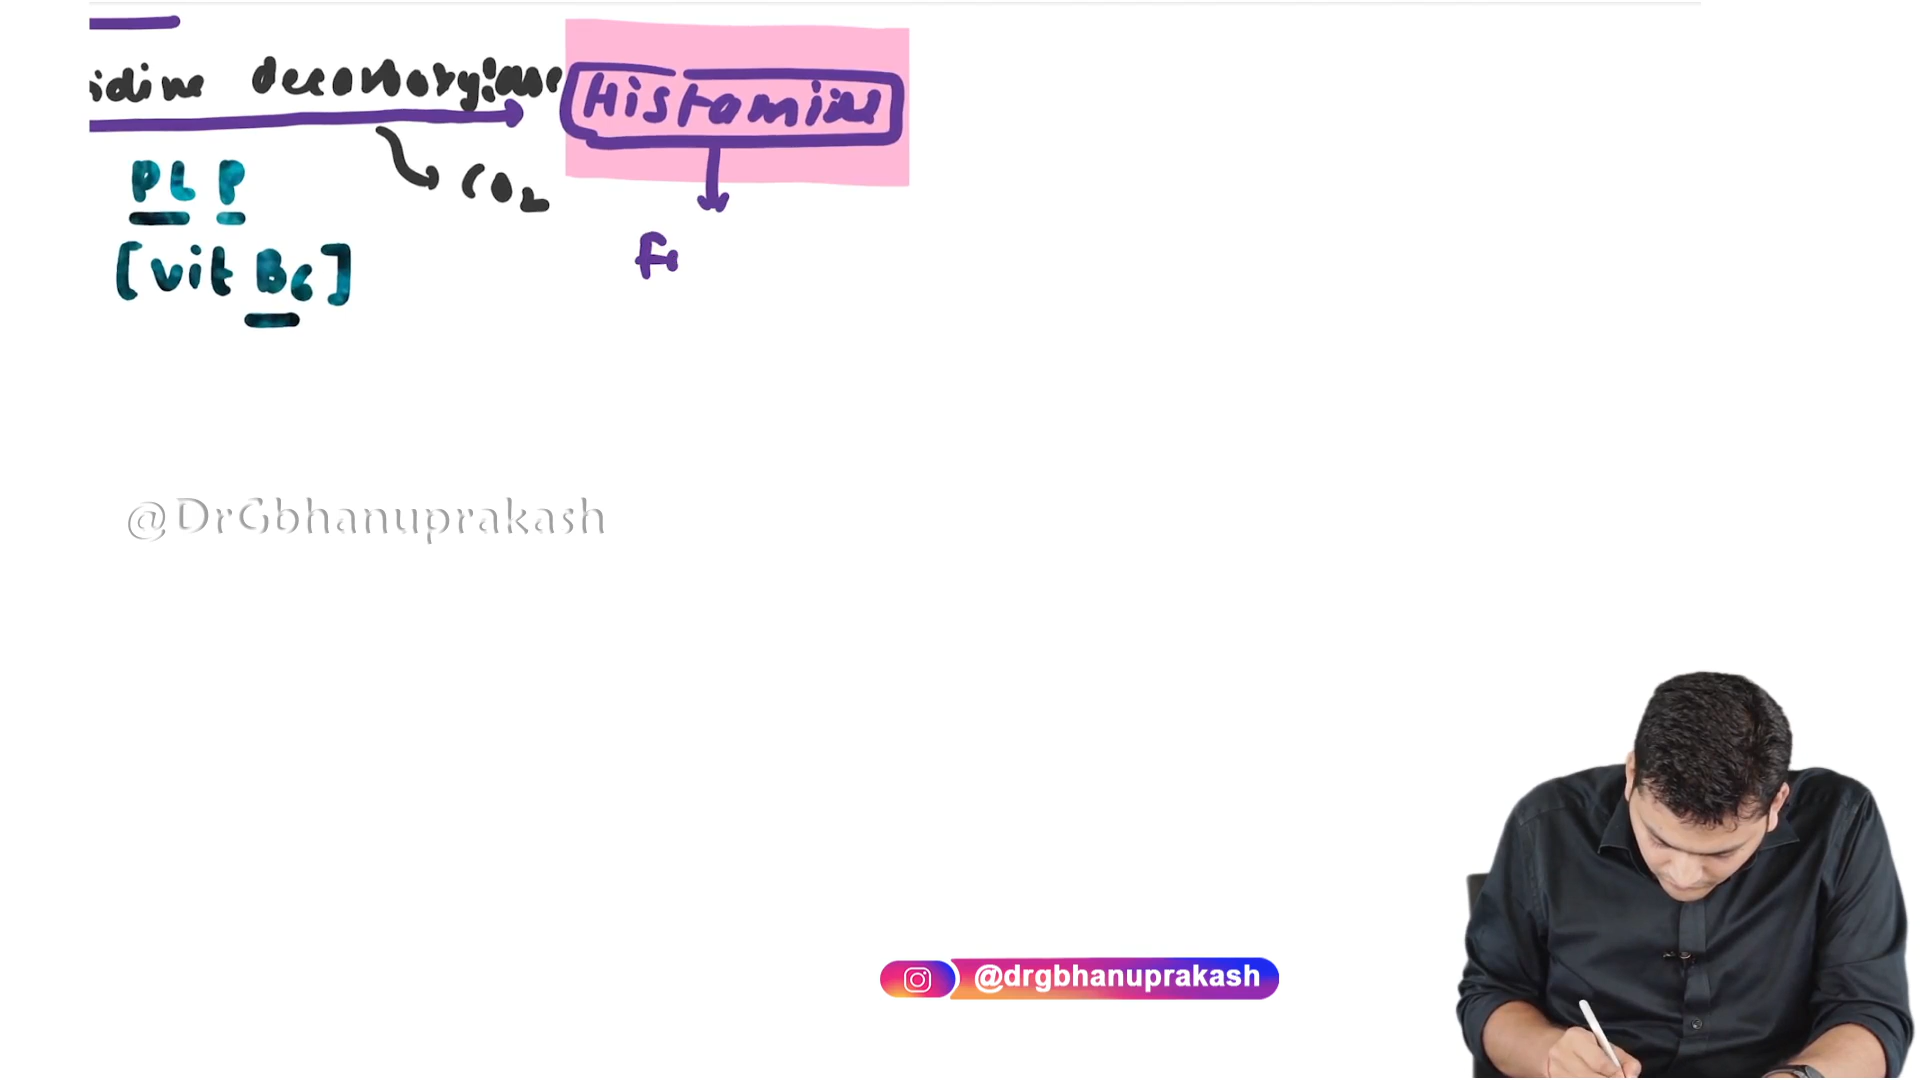 idine decarboxylase Histamine
PLP
CO2
[vit B6]
@DrGbhanuprakash
@drgbhanuprakash